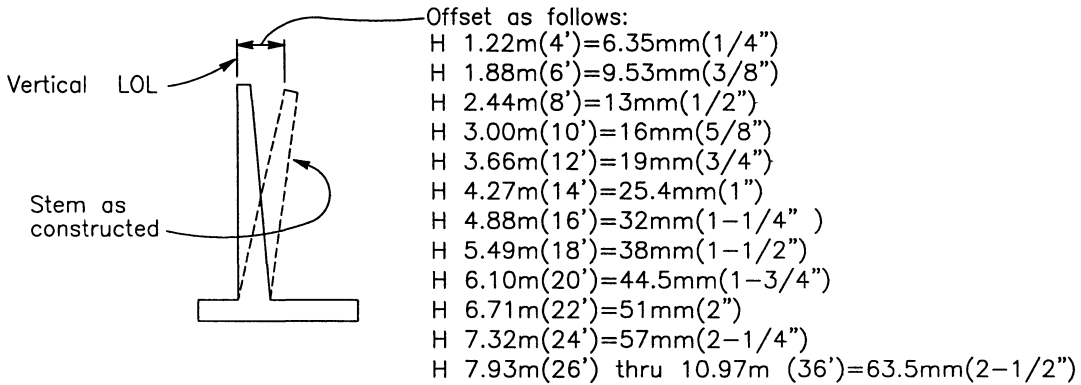 Offset as follows:
H 1.22m(4')=6.35mm(1/4")
H 1.88m(6')=9.53mm(3/8")
H 2.44m(8')=13mm(1/2")
H 3.00m(10')=16mm(5/8")
H 3.66m(12')=19mm(3/4")
H 4.27m(14')=25.4mm(1")
H 4.88m(16')=32mm(1-1/4" )
H 5.49m(18')=38mm(1-1/2")
H 6.10m(20')=44.5mm(1-3/4")
H 6.71m(22')=51mm(2")
H 7.32m(24')=57mm(2-1/4")
H 7.93m(26') thru 10.97m (36')=63.5mm(2-1/2")
Vertical LOL
Stem as
constructed